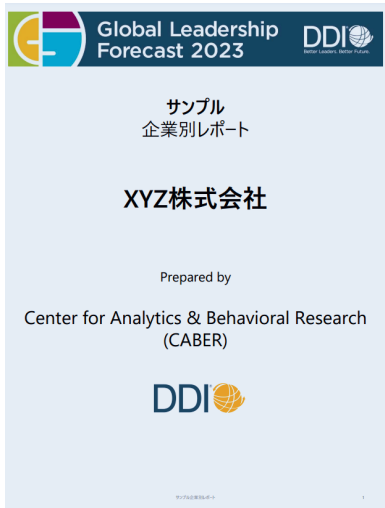 Global Leadership
Forecast 2023
DDI
Better Leaders. Better Future.
サンプル
企業別レポート
XYZ株式会社
Prepared by
Center for Analytics & Behavioral Research
(CABER)
DDI
サンプル企業別レポート
1